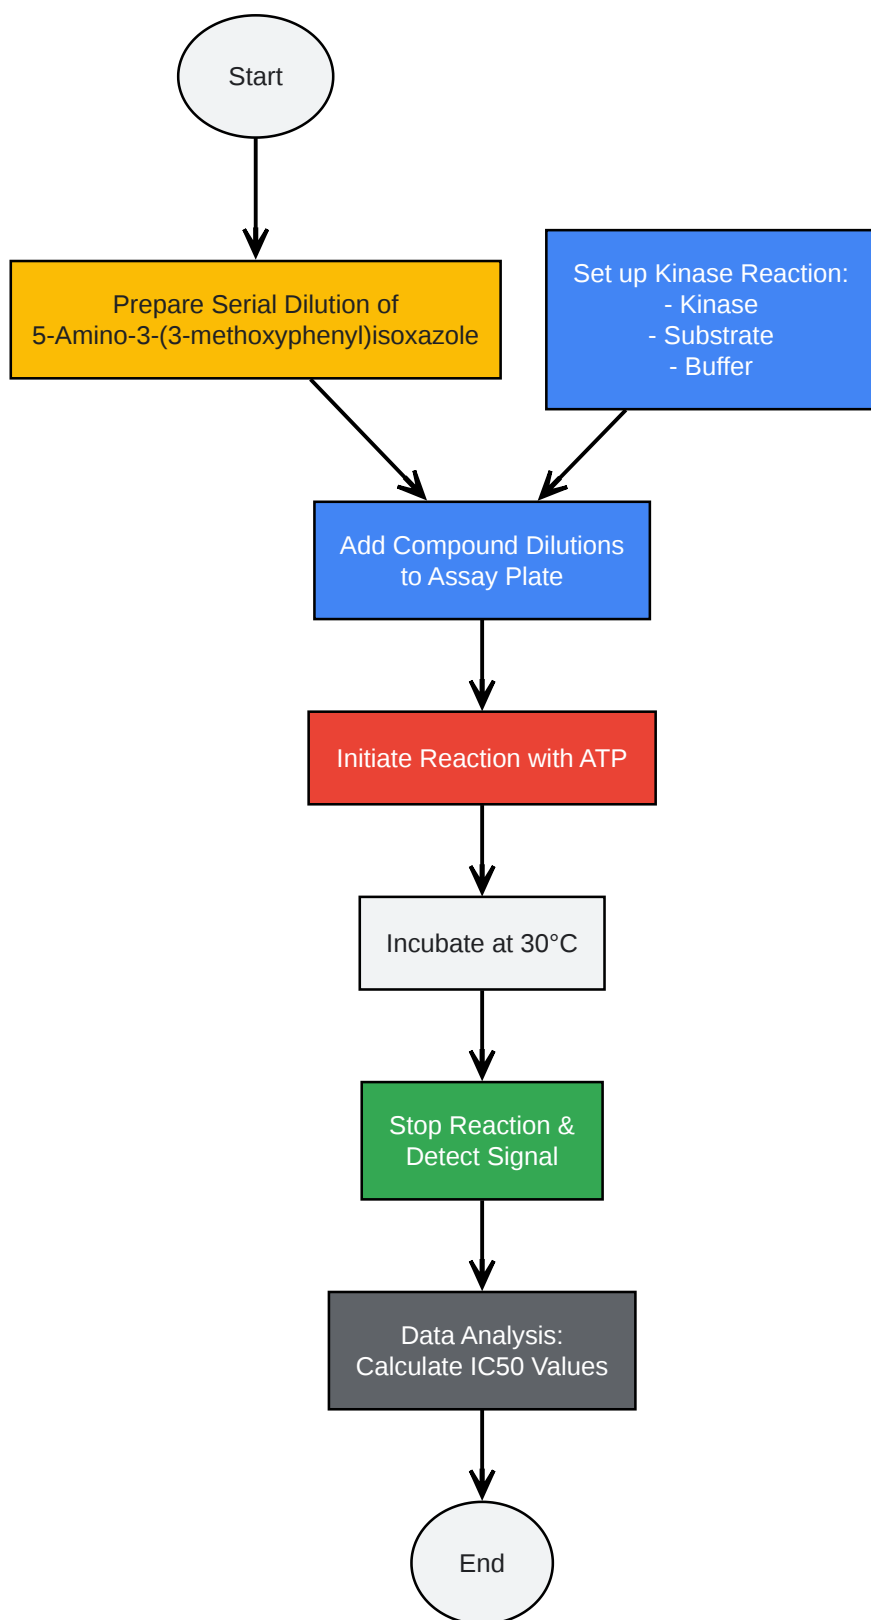 Start
Prepare Serial Dilution of
5-Amino-3-(3-methoxyphenyl)isoxazole
Set up Kinase Reaction:
- Kinase
- Substrate
- Buffer
Add Compound Dilutions
to Assay Plate
Initiate Reaction with ATP
Incubate at 30°C
Stop Reaction &
Detect Signal
Data Analysis:
Calculate IC50 Values
End